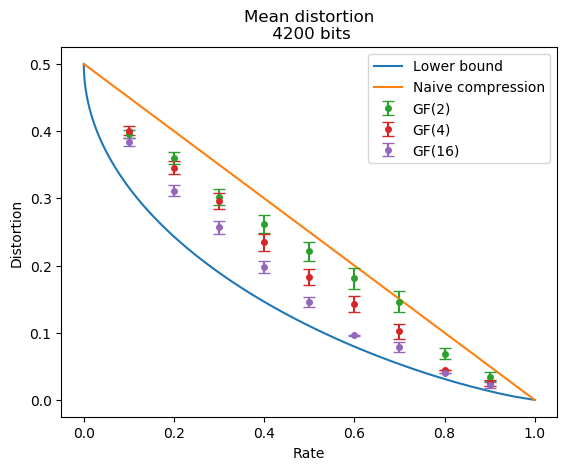 Mean distortion
4200 bits
Lower bound
Naive compression
GF(2)
GF(4)
GF(16)
Distortion
0.5
0.4
0.3
0.2
0.1
0.0
0.0 0.2 0.4 0.6 0.8 1.0
Rate